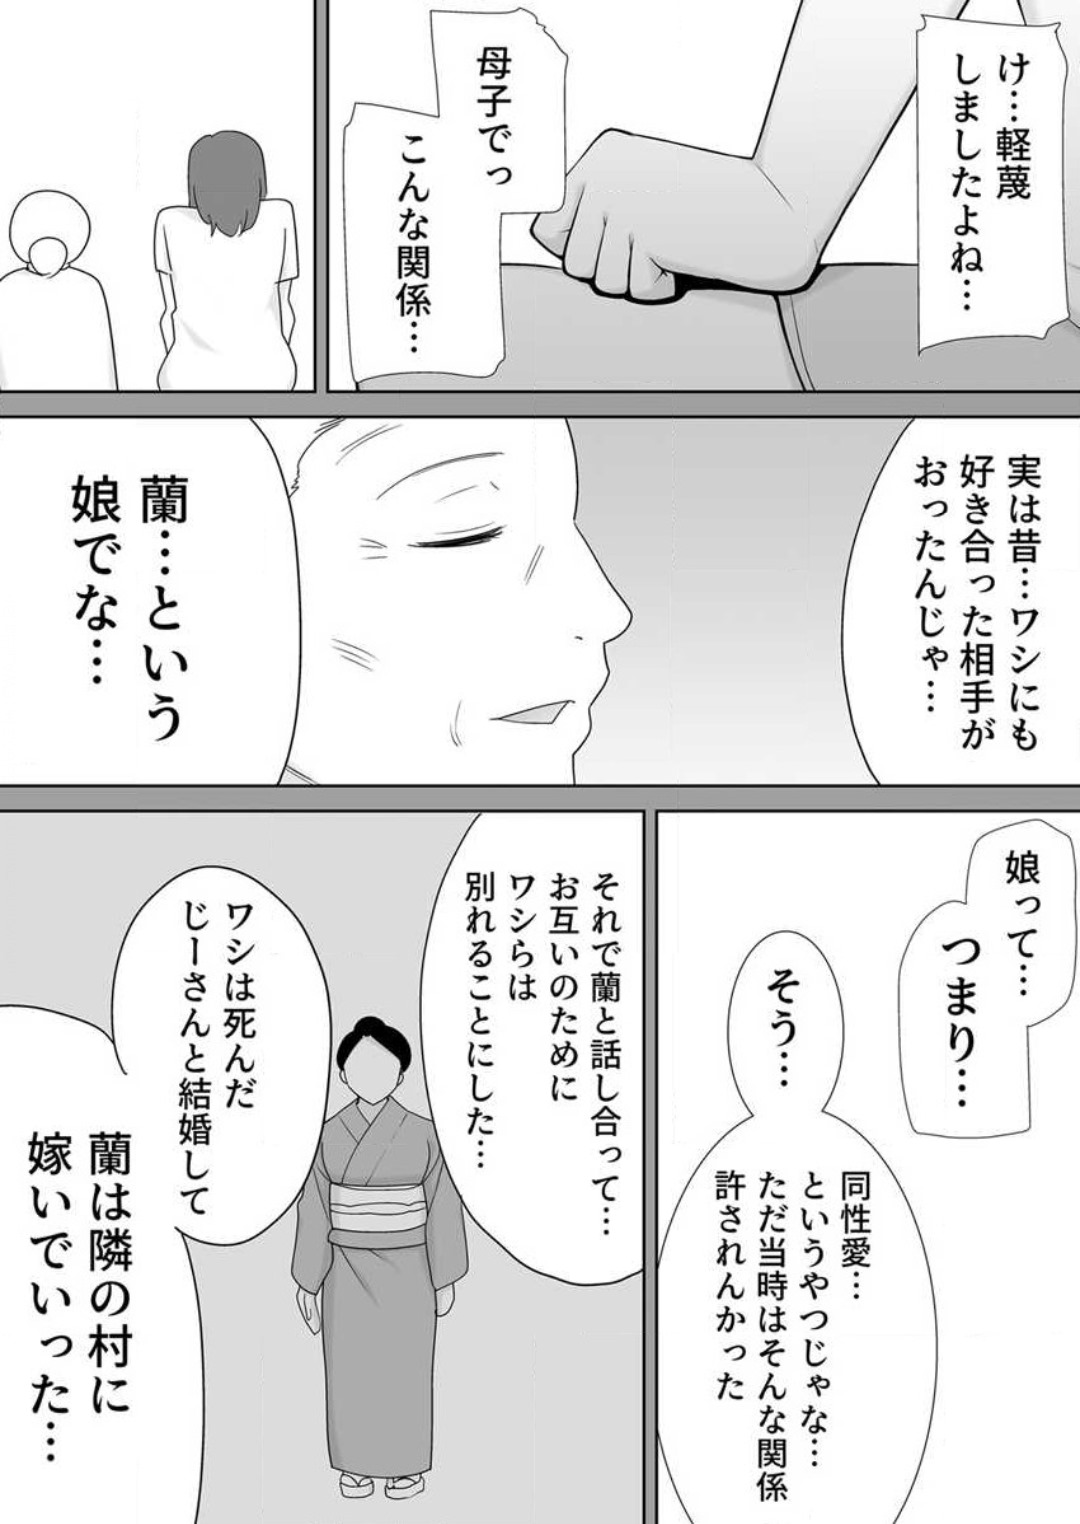 け…軽蔑
しましたよね…
母子でっ
こんな関係…
実は昔…ワシにも
好き合った相手が
おったんじゃ…
蘭…という
娘でな…
娘って…
つまり…
そう…
同性愛…
というやつじゃな…
ただ当時はそんな関係
許されんかった
それで蘭と話し合って…
お互いのために
ワシらは
別れることにした…
ワシは死んだ
じーさんと結婚して
蘭は隣の村に
嫁いでいった…